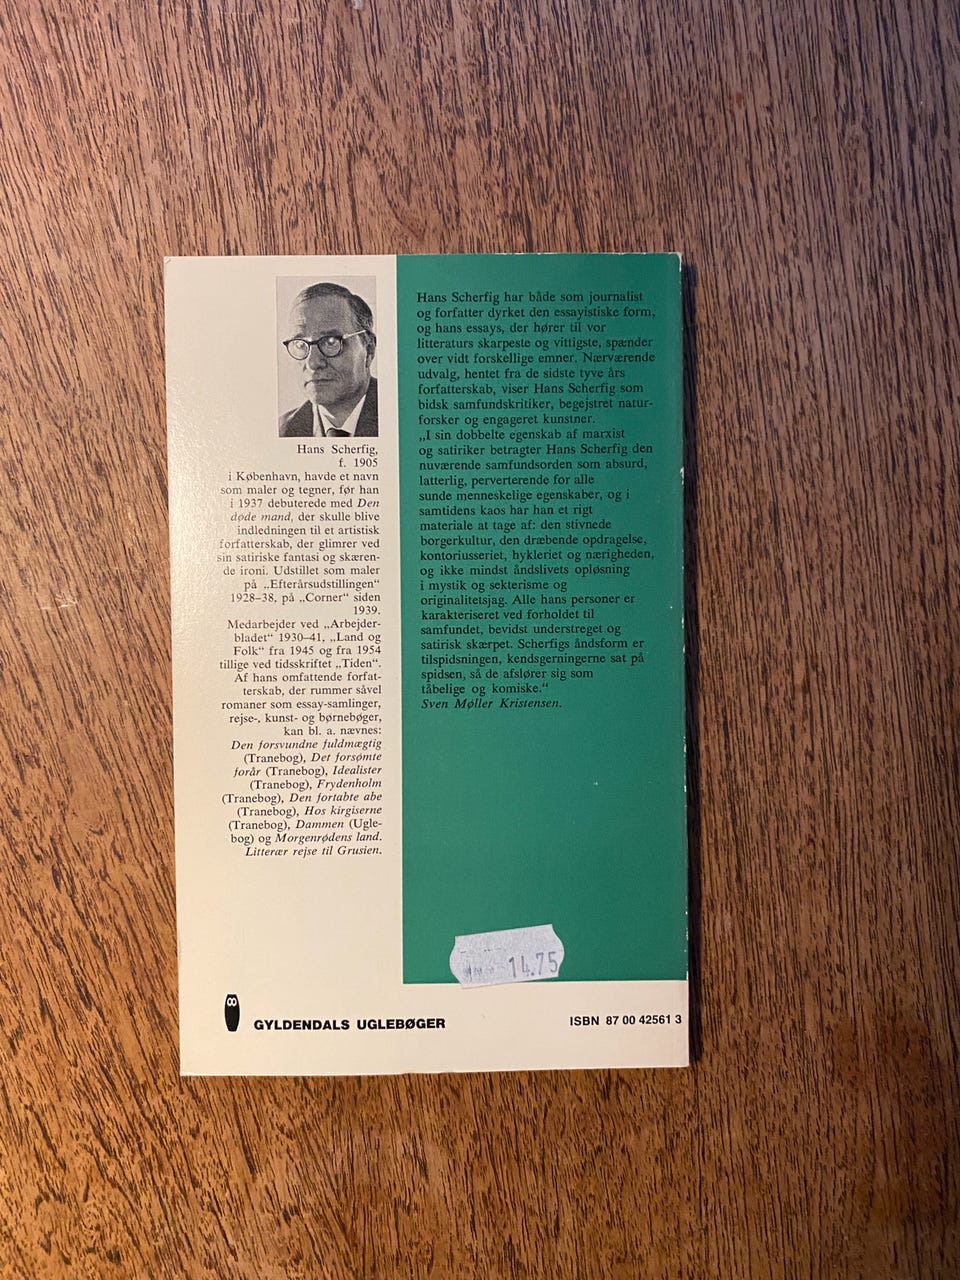 Hans Scherfig,
f. 1905
i København, havde et navn
som maler og tegner, før han
i 1937 debuterede med Den
døde mand, der skulle blive
indledningen til et artistisk
forfatterskab, der glimrer ved
sin satiriske fantasi og skæren-
de ironi. Udstillet som maler
på „Efterårsudstillingen“
1928–38, på „Corner“ siden
1939.
Medarbejder ved „Arbejder-
bladet“ 1930–41, „Land og
Folk“ fra 1945 og fra 1954
tillige ved tidsskriftet „Tiden“.
Af hans omfattende forfat-
terskab, der rummer såvel
romaner som essay-samlinger,
rejse-, kunst- og børnebøger,
kan bl. a. nævnes:
Den forsvundne fuldmægtig
(Tranebog), Det forsømte
forår (Tranebog), Idealister
(Tranebog), Frydenholm
(Tranebog), Den fortabte abe
(Tranebog), Hos kirgiserne
(Tranebog), Dammen (Ugle-
bog) og Morgenrødens land.
Litterær rejse til Grusien.
Hans Scherfig har både som journalist
og forfatter dyrket den essayistiske form,
og hans essays, der hører til vor
litteraturs skarpeste og vittigste, spænder
over vidt forskellige emner. Nærværende
udvalg, hentet fra de sidste tyve års
forfatterskab, viser Hans Scherfig som
bidsk samfundskritiker, begejstret natur-
forsker og engageret kunstner.
„I sin dobbelte egenskab af marxist
og satiriker betragter Hans Scherfig den
nuværende samfundsorden som absurd,
latterlig, perverterende for alle
sunde menneskelige egenskaber, og i
samtidens kaos har han et rigt
materiale at tage af: den stivnede
borgerkultur, den dræbende opdragelse,
kontoriusseriet, hykleriet og nærigheden,
og ikke mindst åndslivets opløsning
i mystik og sekterisme og
originalitetsjag. Alle hans personer er
karakteriseret ved forholdet til
samfundet, bevidst understreget og
satirisk skærpet. Scherfigs åndsform er
tilspidsningen, kendsgerningerne sat på
spidsen, så de afslører sig som
tåbelige og komiske.“
Sven Møller Kristensen.
14.75
GYLDENDALS UGLEBØGER
ISBN 87 00 42561 3